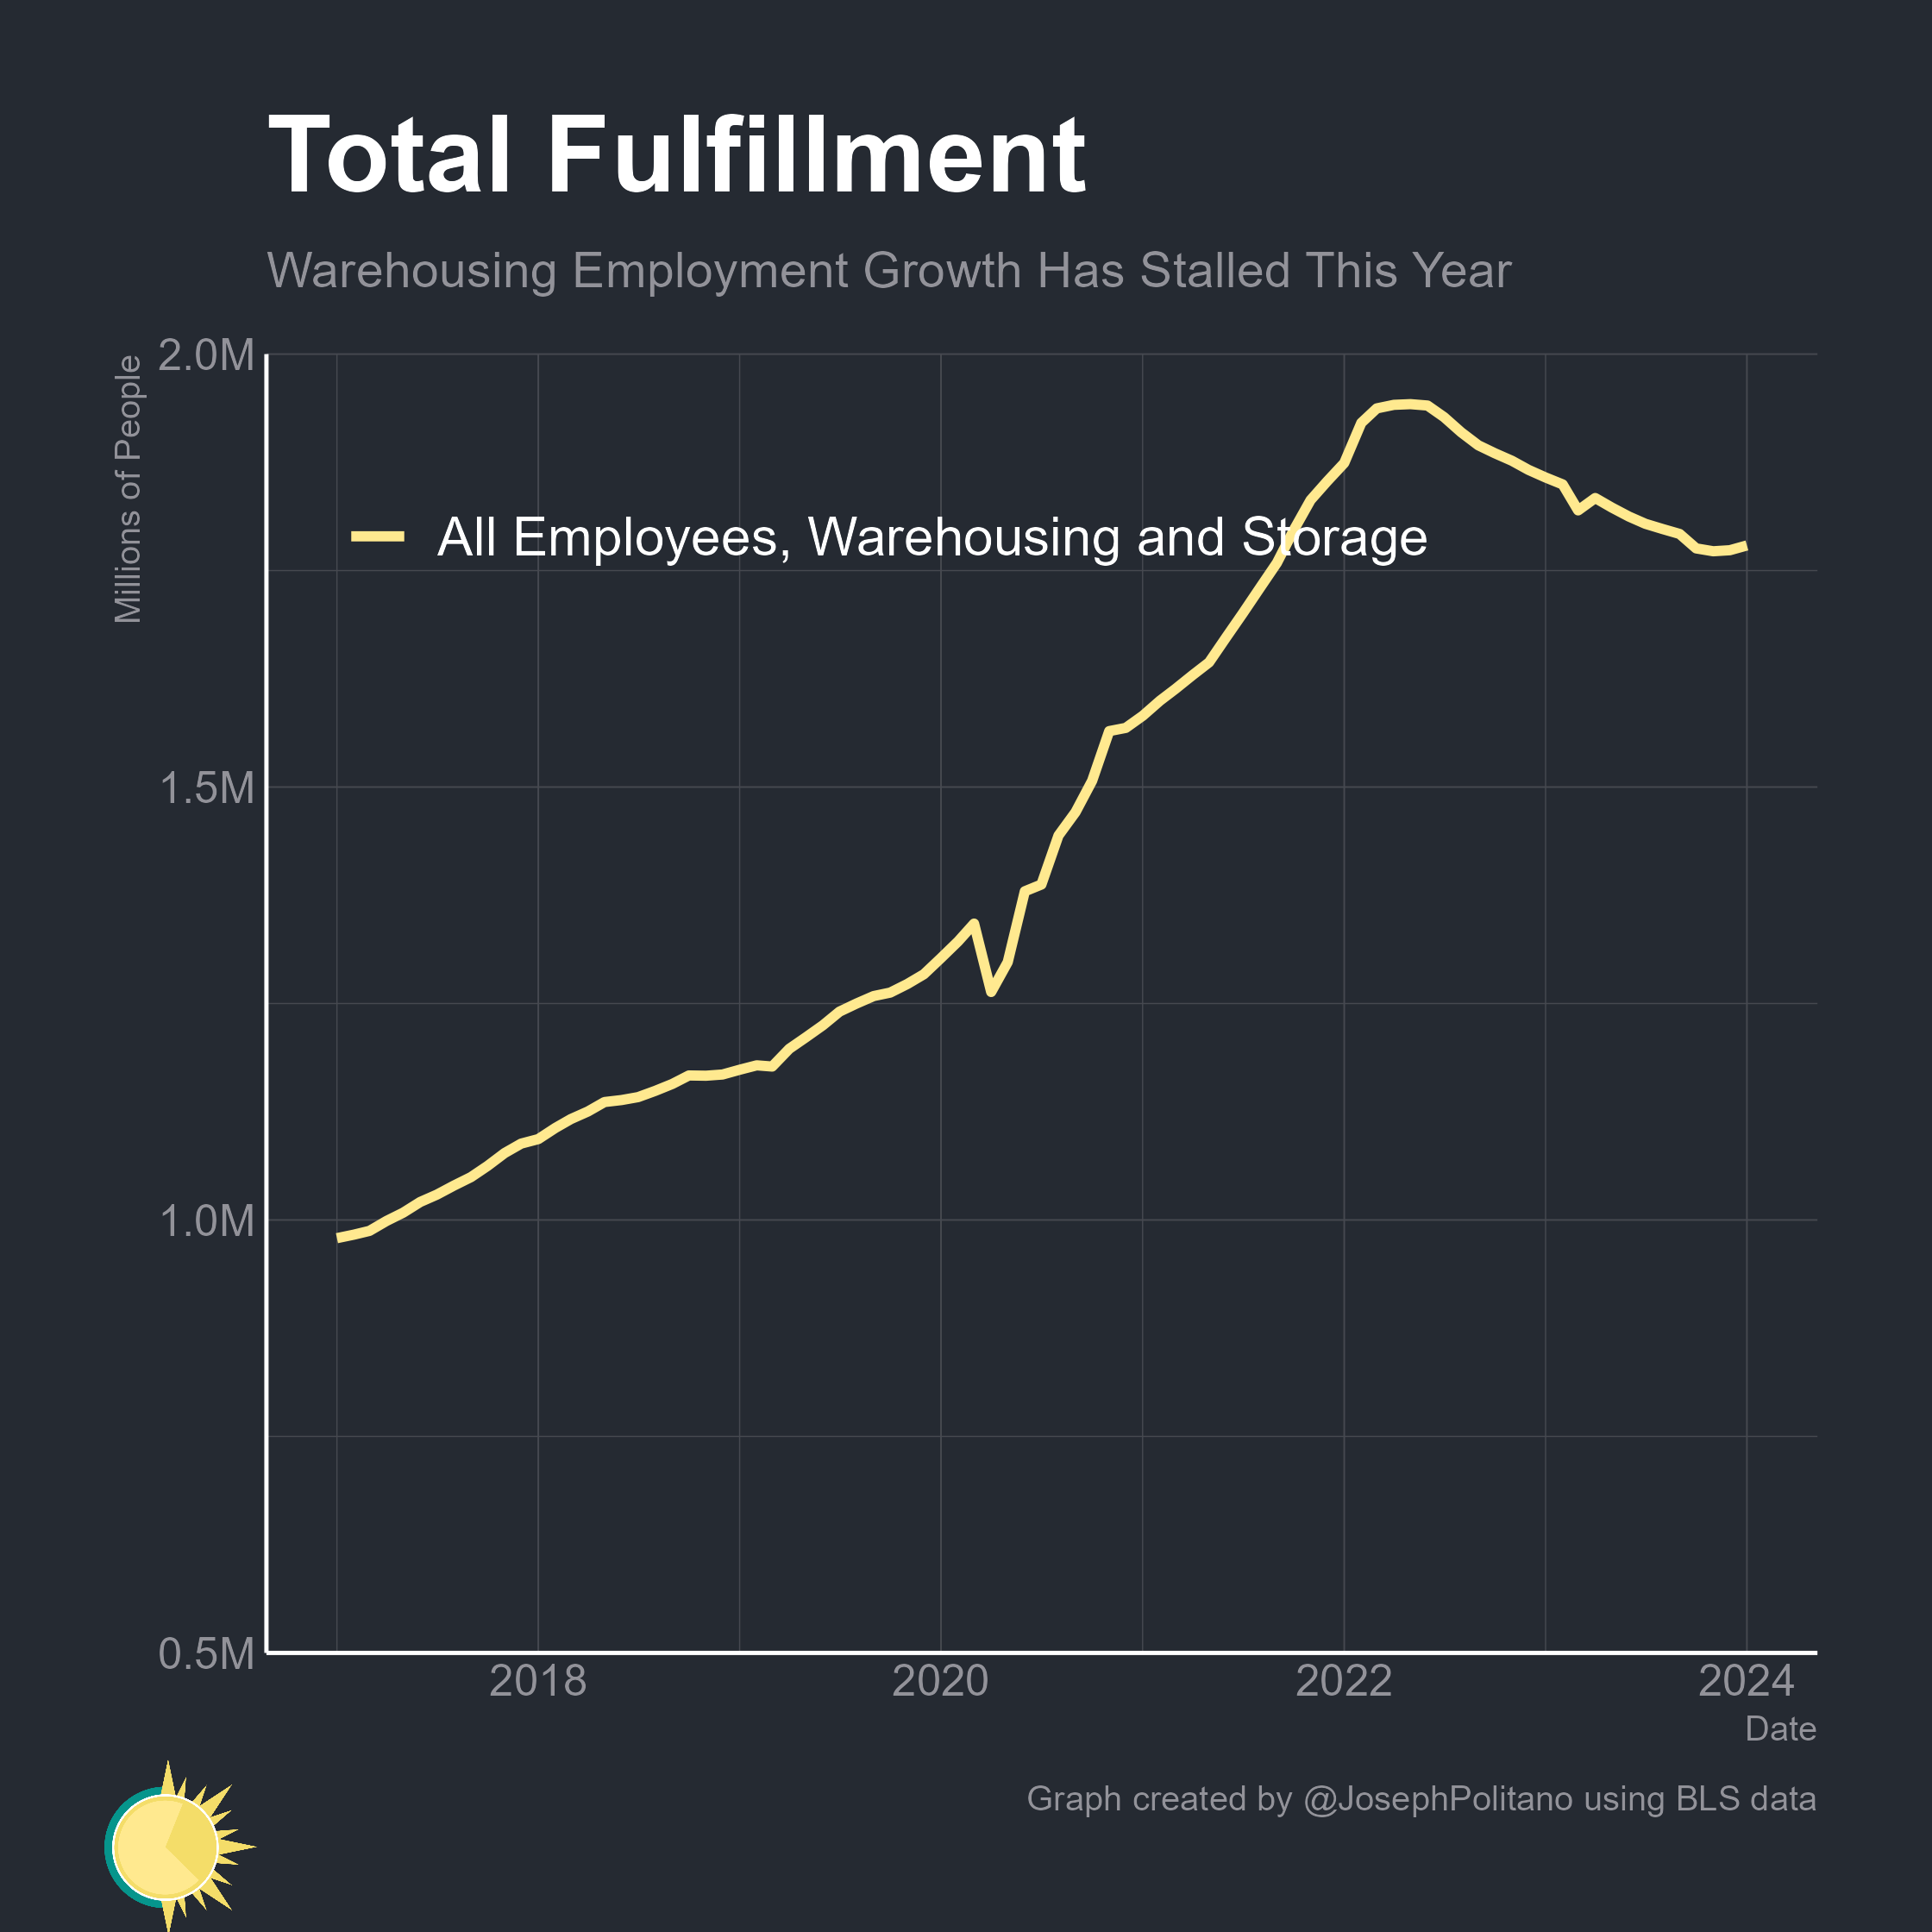 Total Fulfillment
Warehousing Employment Growth Has Stalled This Year
Millions of People
2.0M
All Employees, Warehousing and Storage
1.5M
1.0M
0.5M
2018 2020 2022 2024
Date
Graph created by @JosephPolitano using BLS data